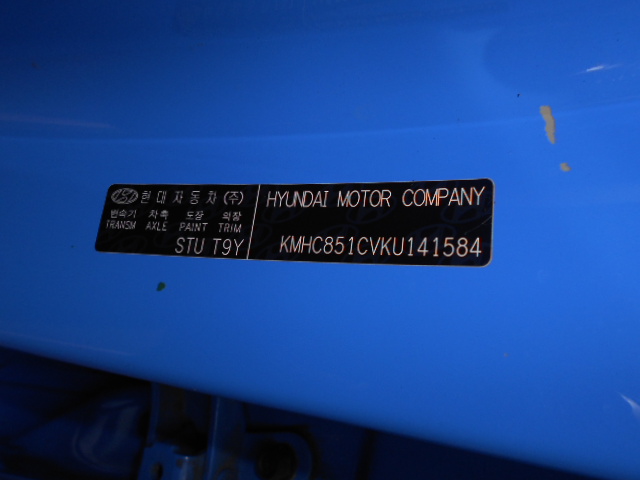 현대자동차(주)
변속기 차축 도장 의장
TRANSM AXLE PAINT TRIM
STU T9Y
HYUNDAI MOTOR COMPANY
KMHC851CVKU141584